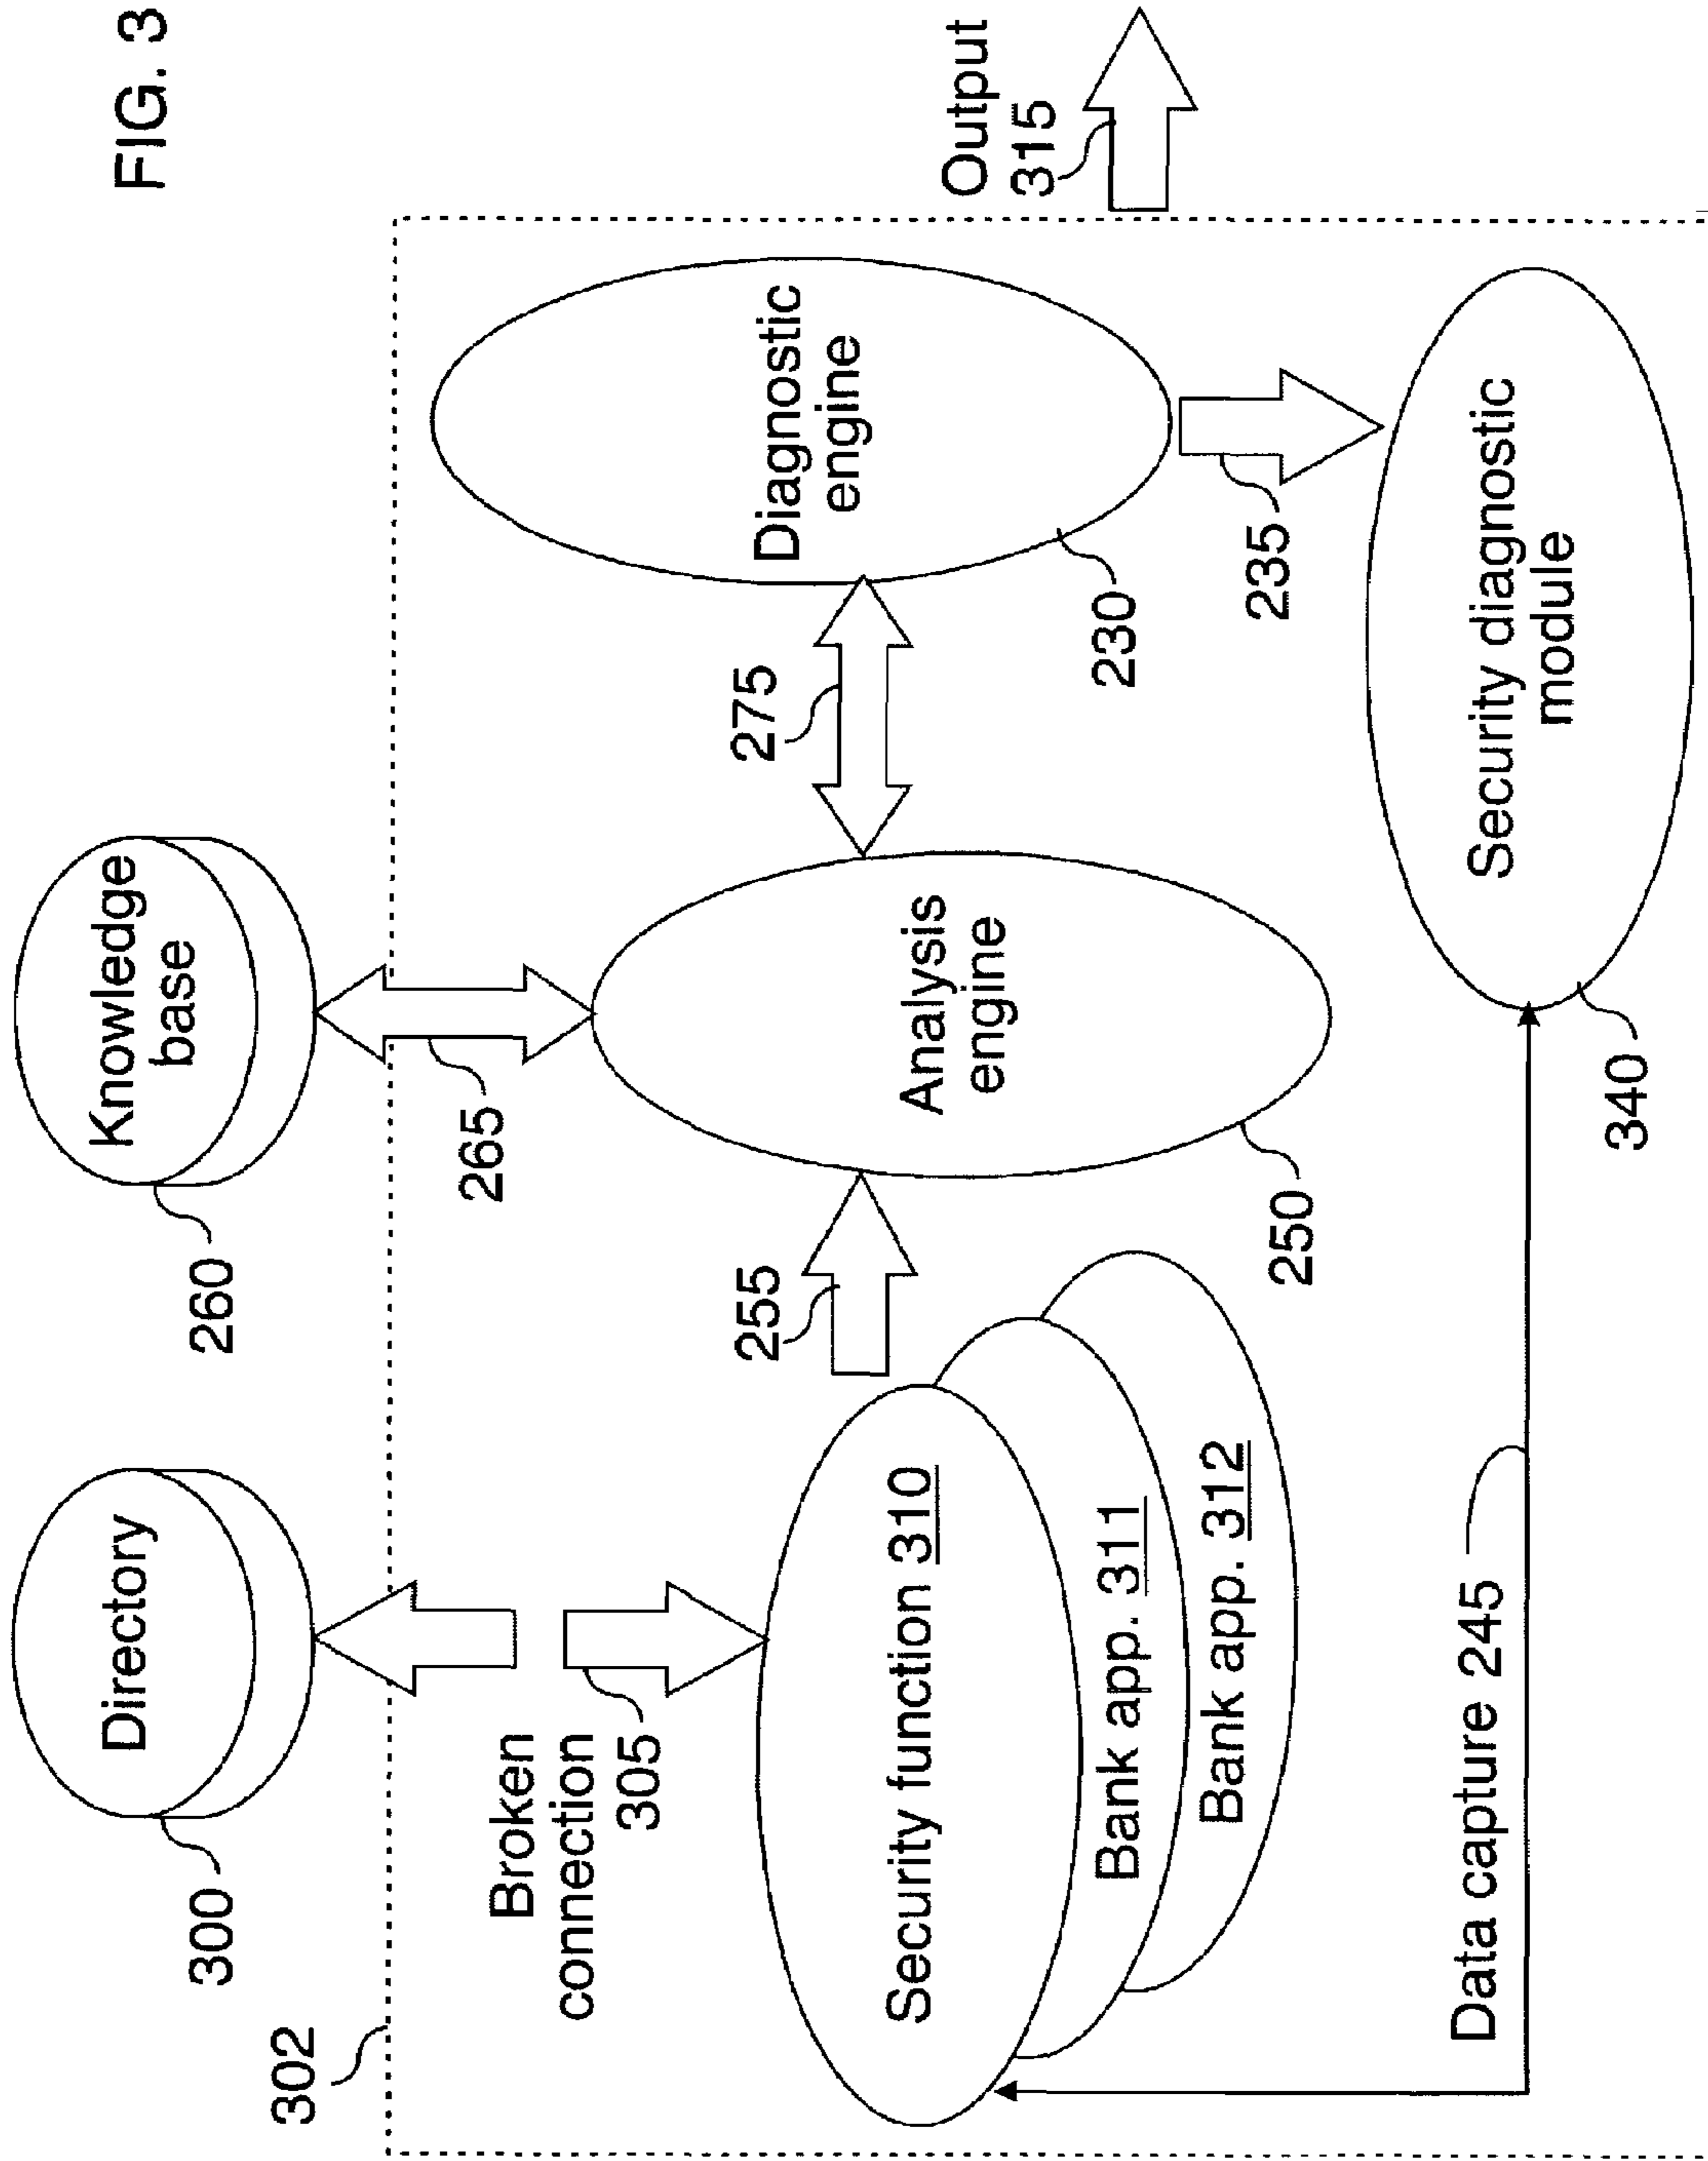 FIG. 3
Directory
300
302
Knowledge
base
260
265
Broken
connection
305
Security function 310
Bank app. 311
Bank app. 312
255
Analysis
engine
250
275
Diagnostic
engine
230
235
Output
315
Security diagnostic
module
340
Data capture 245